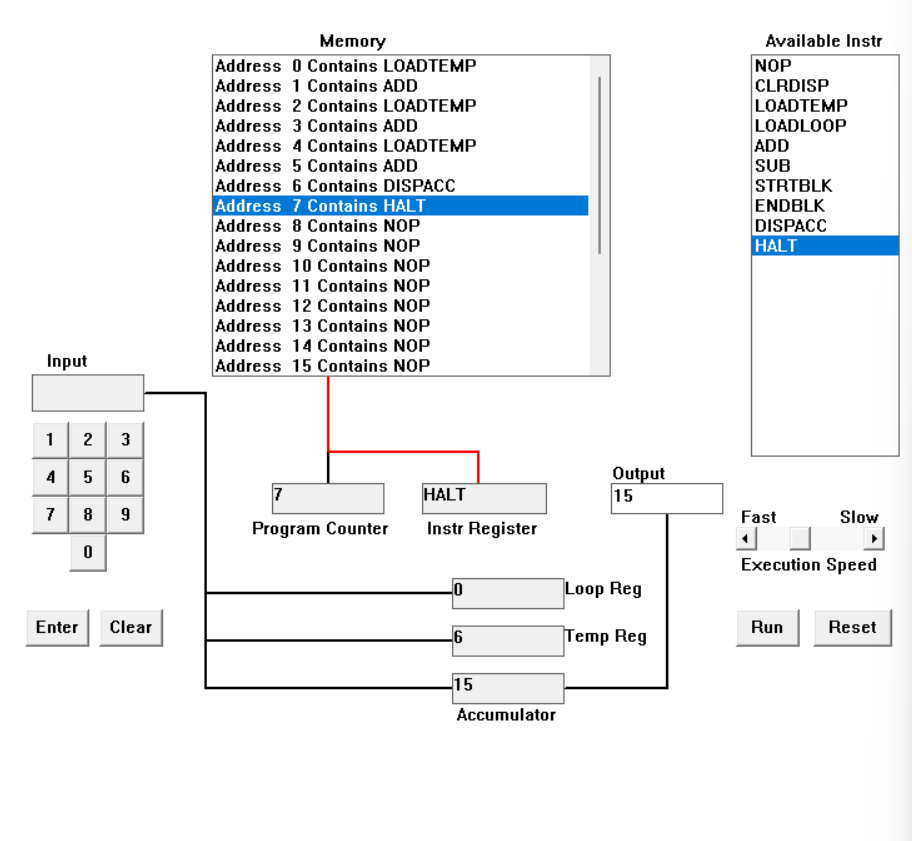 Memory
Address 0 Contains LOADTEMP
Address 1 Contains ADD
Address 2 Contains LOADTEMP
Address 3 Contains ADD
Address 4 Contains LOADTEMP
Address 5 Contains ADD
Address 6 Contains DISPACC
Address 7 Contains HALT
Address 8 Contains NOP
Address 9 Contains NOP
Address 10 Contains NOP
Address 11 Contains NOP
Address 12 Contains NOP
Address 13 Contains NOP
Address 14 Contains NOP
Address 15 Contains NOP
Available Instr
NOP
CLRDISP
LOADTEMP
LOADLOOP
ADD
SUB
STRTBLK
ENDBLK
DISPACC
HALT
Input
1 2 3
4 5 6
7 8 9
0
Enter Clear
7
Program Counter
HALT
Instr Register
Output
15
Fast Slow
Execution Speed
Run Reset
0 Loop Reg
6 Temp Reg
15
Accumulator